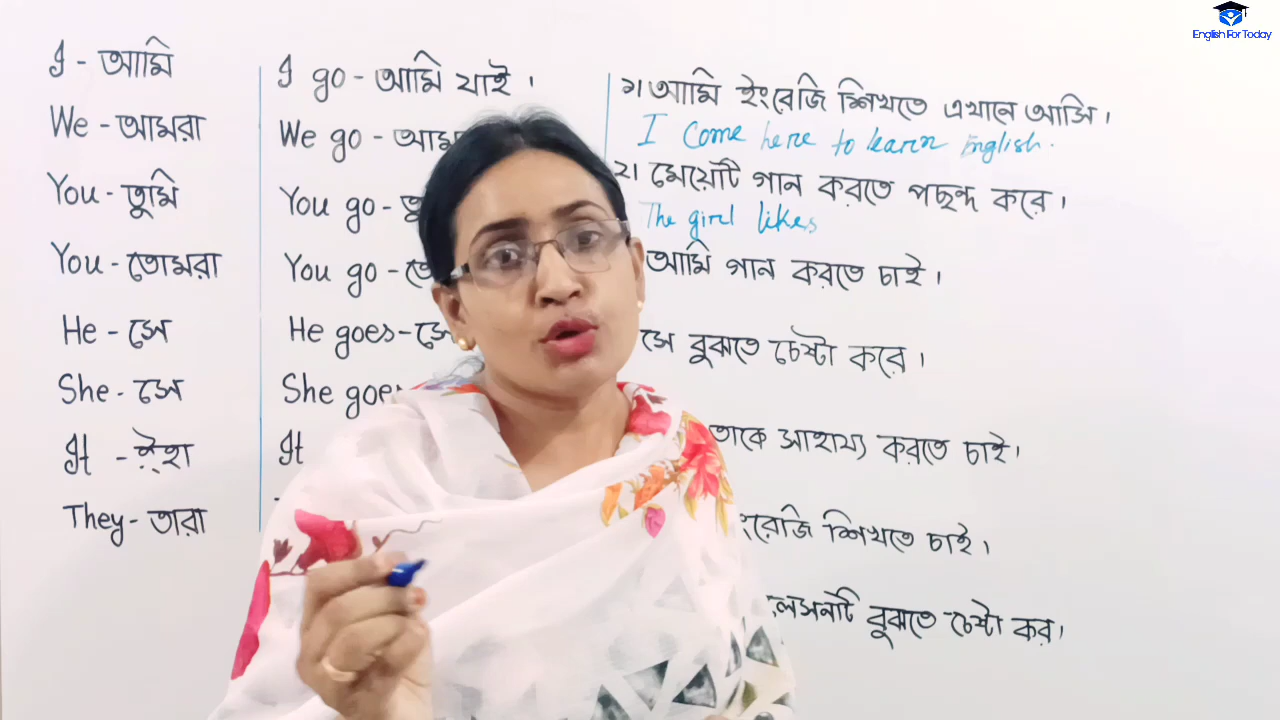 English For Today
I - আমি
We - আমরা
You - তুমি
You - তোমরা
He - সে
She - সে
It - ইহা
They - তারা
I go - আমি যাই ।
We go -
You go -
You go -
He goes - সে
She
It
১। আমি ইংরেজি শিখতে এখানে আসি ।
I Come here to learn English.
২। মেয়েটি গান করতে পছন্দ করে ।
The girl likes
আমি গান করতে চাই ।
সে বুঝতে চেষ্টা করে ।
তাকে সাহায্য করতে চাই ।
শিখতে চাই ।
বুঝতে চেষ্টা কর ।